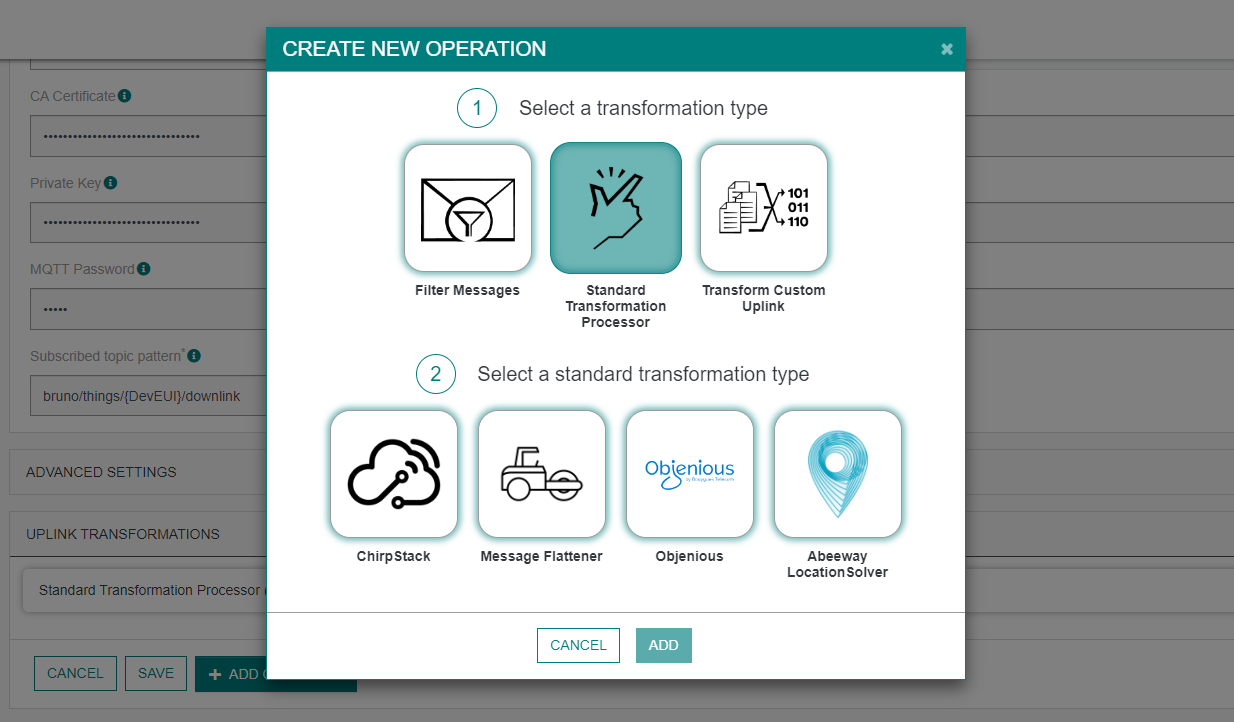 CREATE NEW OPERATION
1 Select a transformation type
101
011
110
Filter Messages
Standard
Transformation
Processor
Transform Custom
Uplink
2 Select a standard transformation type
Objenious
by Bouygues Telecom
ChirpStack
Message Flattener
Objenious
Abeeway
LocationSolver
CANCEL
ADD
CA Certificate
••••••••••••••••••••••••••••••••
Private Key
••••••••••••••••••••••••••••••••
MQTT Password
•••••
Subscribed topic pattern*
bruno/things/{DevEUI}/downlink
ADVANCED SETTINGS
UPLINK TRANSFORMATIONS
Standard Transformation Processor
CANCEL
SAVE
+ ADD